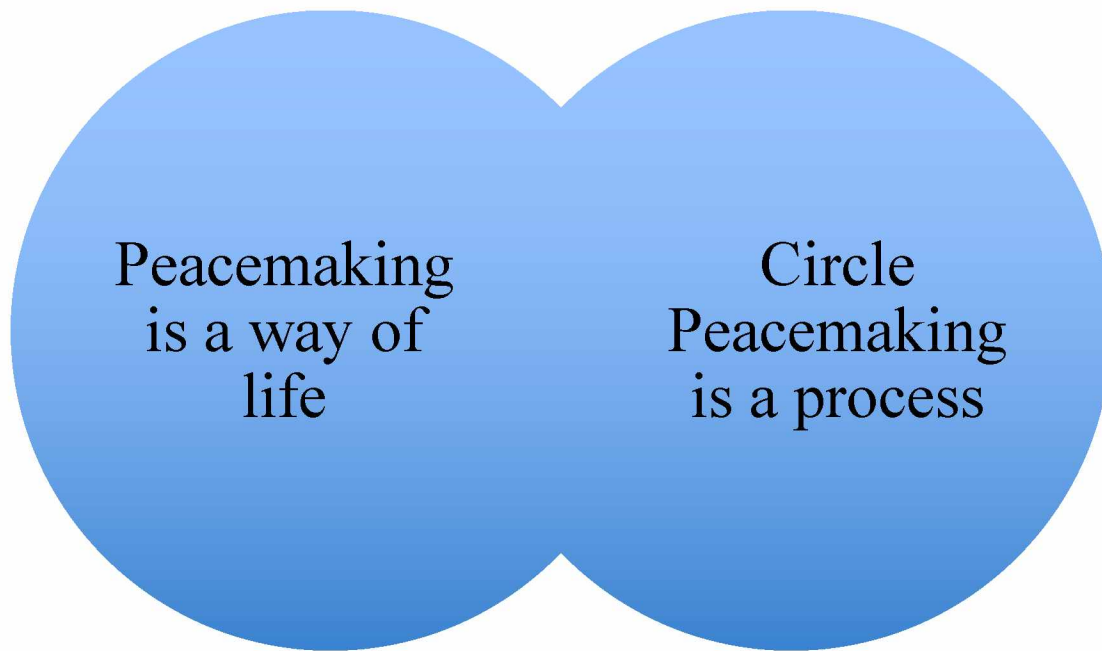 Peacemaking
is a way of
life
Circle
Peacemaking
is a process